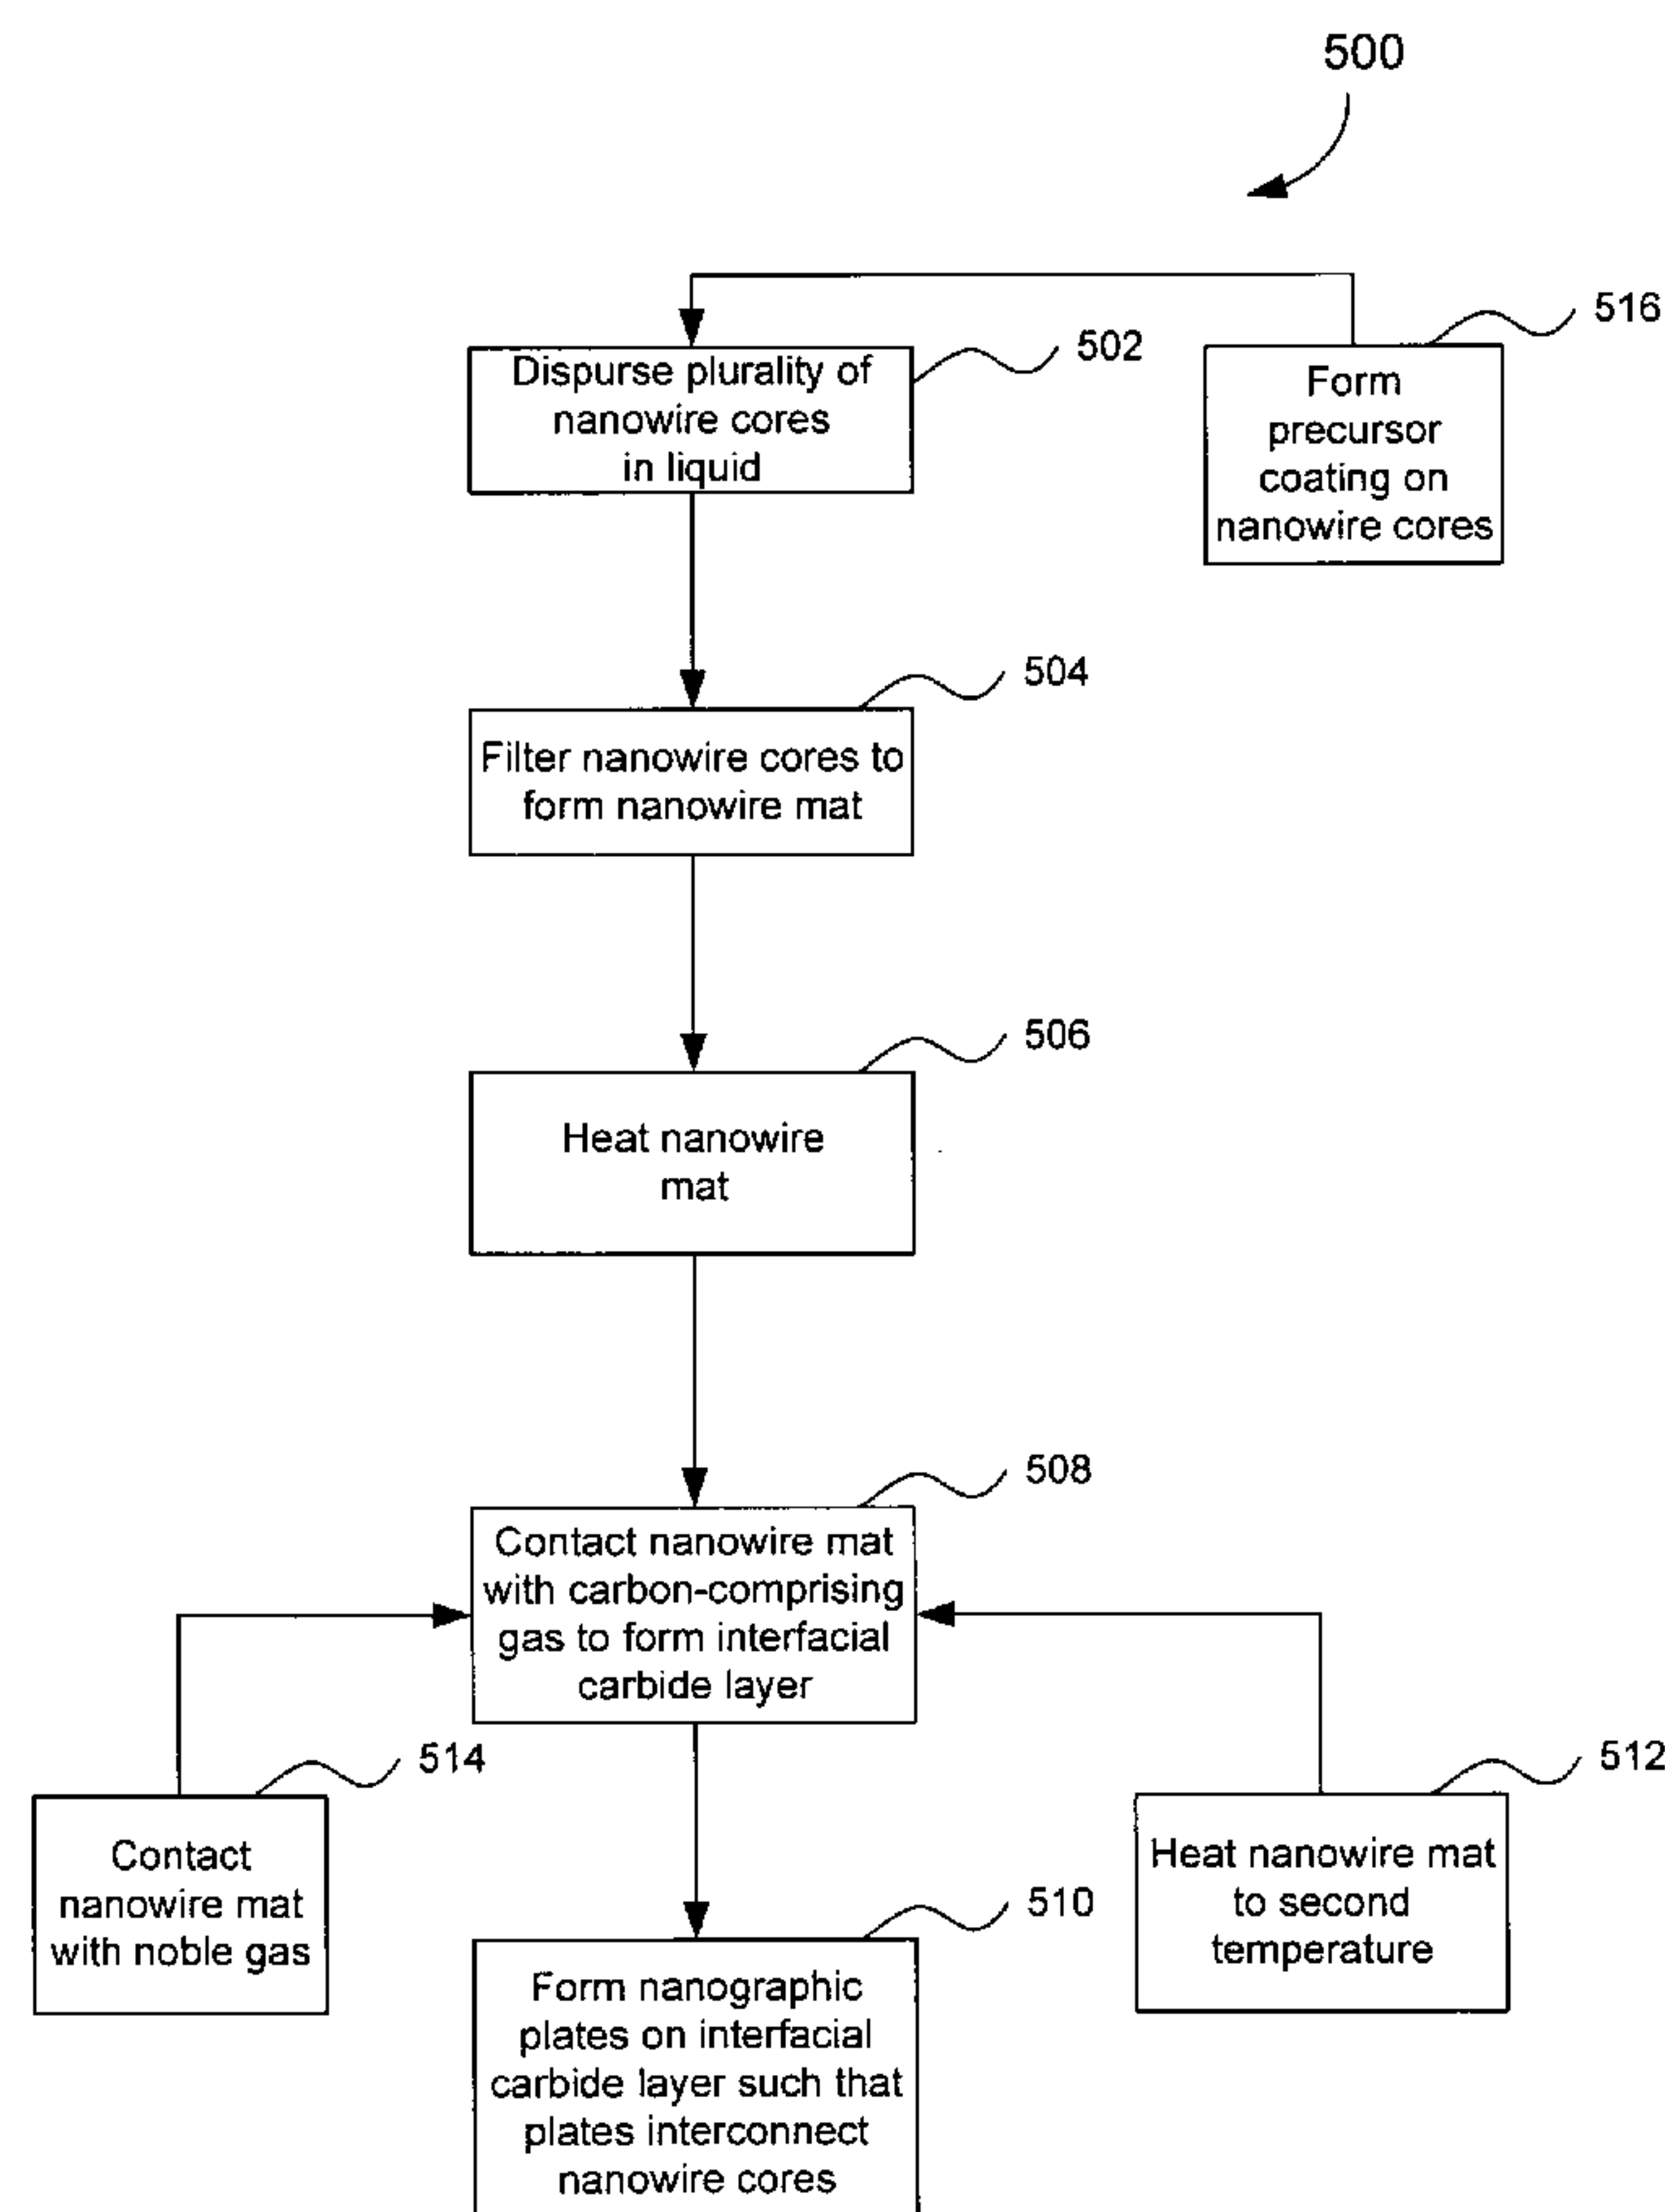 500
516
502
Dispurse plurality of
nanowire cores
in liquid
Form
precursor
coating on
nanowire cores
504
Filter nanowire cores to
form nanowire mat
506
Heat nanowire
mat
508
Contact nanowire mat
with carbon-comprising
gas to form interfacial
carbide layer
514
512
Contact
nanowire mat
with noble gas
Heat nanowire mat
to second
temperature
510
Form nanographic
plates on interfacial
carbide layer such that
plates interconnect
nanowire cores